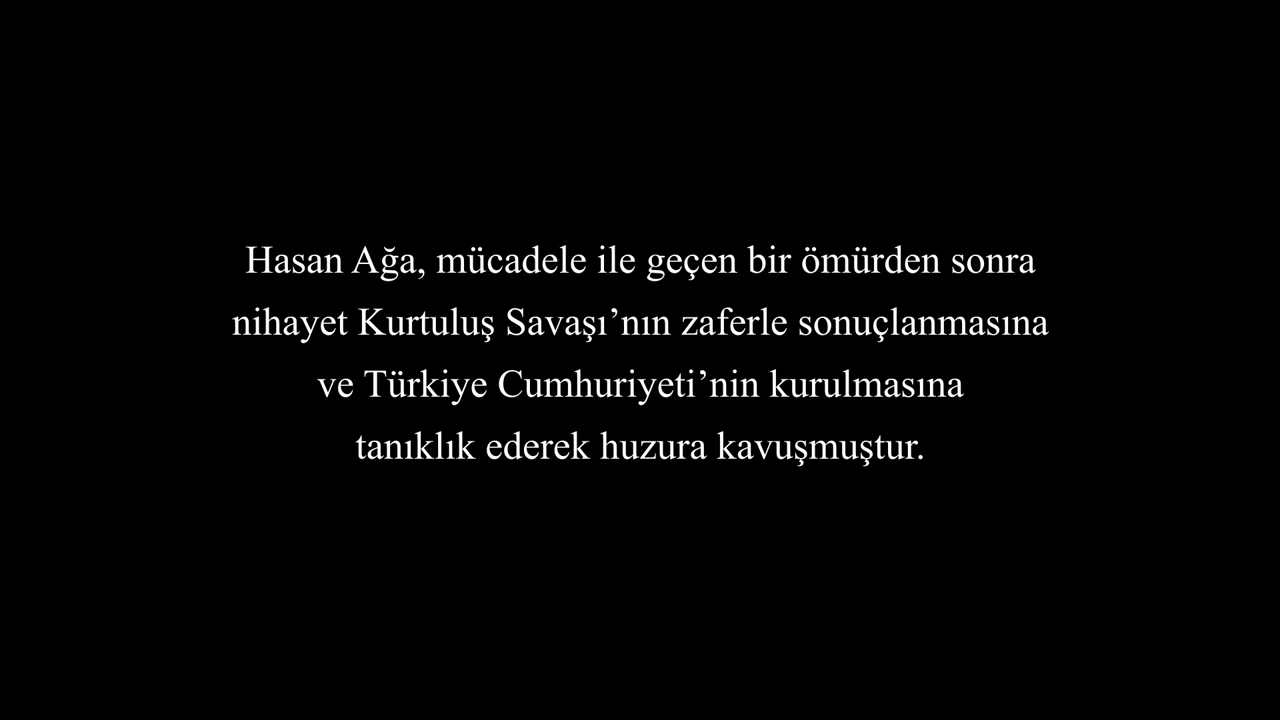 Hasan Ağa, mücadele ile geçen bir ömürden sonra
nihayet Kurtuluş Savaşı’nın zaferle sonuçlanmasına
ve Türkiye Cumhuriyeti’nin kurulmasına
tanıklık ederek huzura kavuşmuştur.